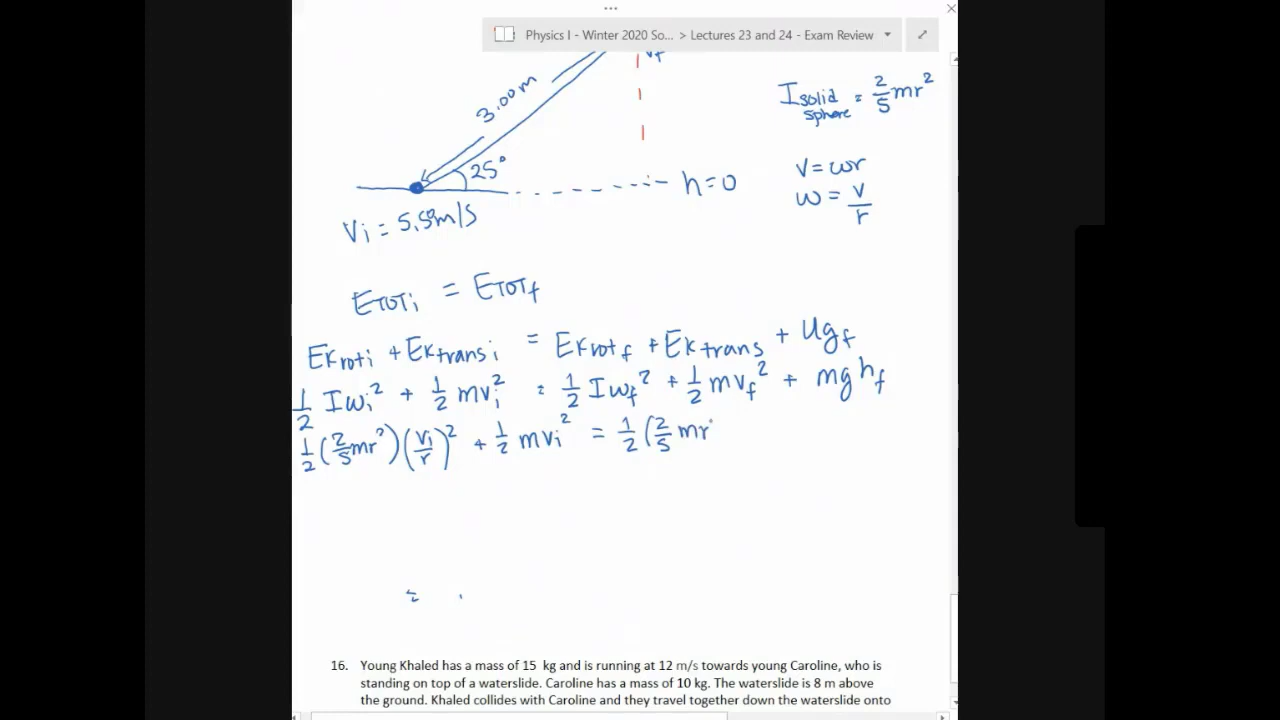 Physics I - Winter 2020 So... > Lectures 23 and 24 - Exam Review
3.00m
Vf
25°
h=0
Vi = 5.50m/s
I solid sphere = 2/5 mr²
V = ωr
ω = v/r
ETOTi = ETOTf
EKroti + EKtransi = EKrotf + EKtrans + Ugf
1/2 Iωi² + 1/2 mvi² = 1/2 Iωf² + 1/2 mvf² + mghf
1/2 (2/5 mr²)(vi/r)² + 1/2 mvi² = 1/2 (2/5 mr
=
16. Young Khaled has a mass of 15 kg and is running at 12 m/s towards young Caroline, who is
standing on top of a waterslide. Caroline has a mass of 10 kg. The waterslide is 8 m above
the ground. Khaled collides with Caroline and they travel together down the waterslide onto